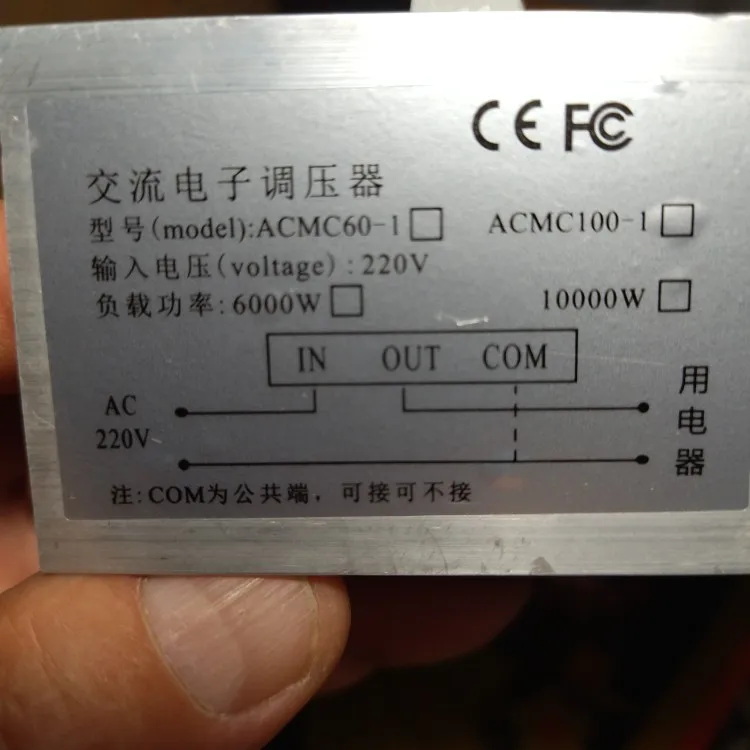 CE FC
交流电子调压器
型号(model):ACMC60-1□ ACMC100-1□
输入电压(voltage):220V
负载功率:6000W□ 10000W□
IN OUT COM
AC
220V
用电器
注:COM为公共端，可接可不接